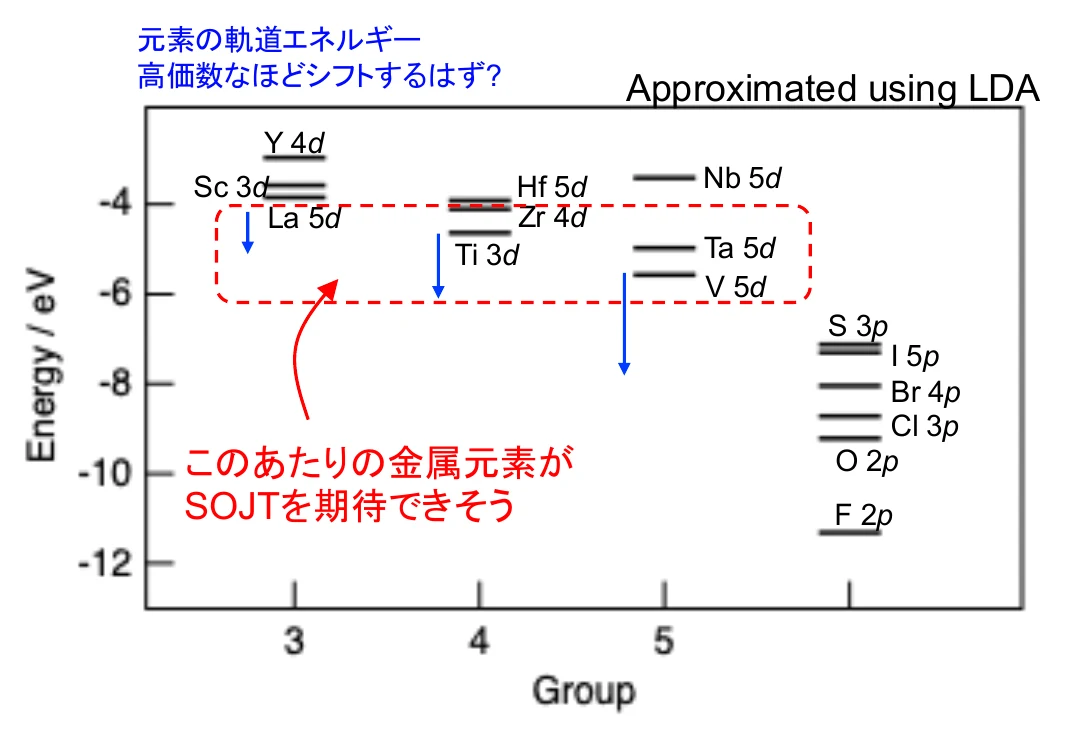 元素の軌道エネルギー
高価数なほどシフトするはず?
Approximated using LDA
Y 4d
Sc 3d
La 5d
Hf 5d
Zr 4d
Ti 3d
Nb 5d
Ta 5d
V 5d
S 3p
I 5p
Br 4p
Cl 3p
O 2p
F 2p
このあたりの金属元素が
SOJTを期待できそう
Energy / eV
-4
-6
-8
-10
-12
3 4 5
Group